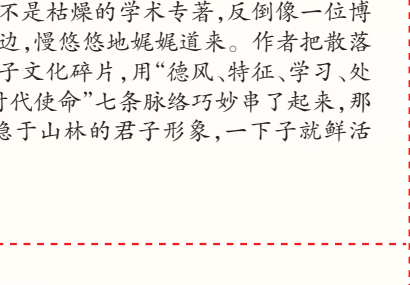 不是枯燥的学术专著,反倒像一位博
边,慢悠悠地娓娓道来。作者把散落
子文化碎片,用“德风、特征、学习、处
时代使命”七条脉络巧妙串了起来,那
隐于山林的君子形象,一下子就鲜活